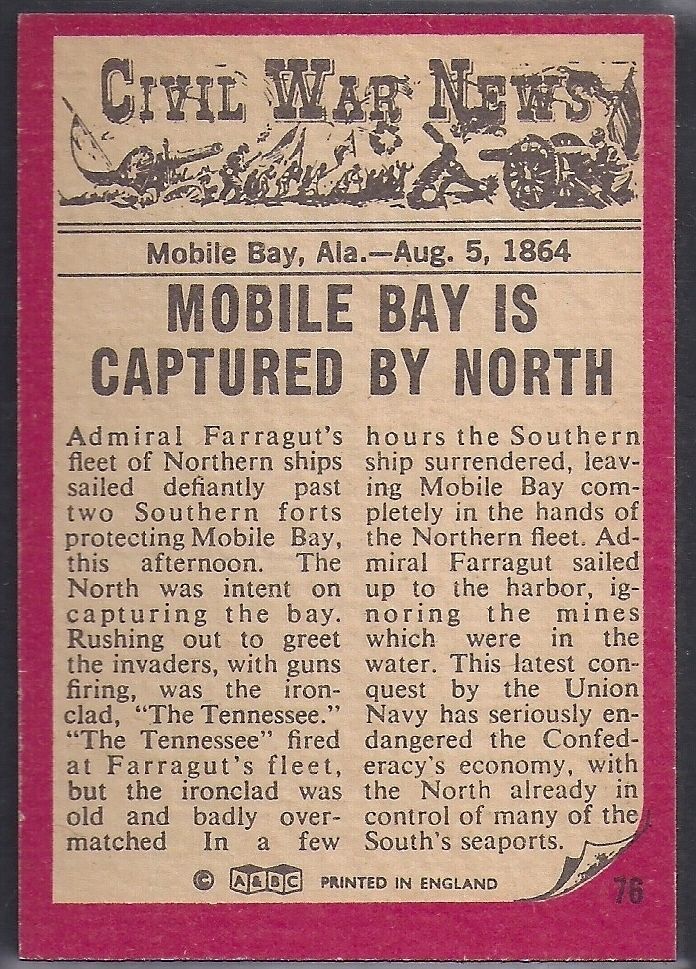 CIVIL WAR NEWS
Mobile Bay, Ala.—Aug. 5, 1864
MOBILE BAY IS
CAPTURED BY NORTH
Admiral Farragut's
fleet of Northern ships
sailed defiantly past
two Southern forts
protecting Mobile Bay,
this afternoon. The
North was intent on
capturing the bay.
Rushing out to greet
the invaders, with guns
firing, was the iron-
clad, "The Tennessee."
"The Tennessee" fired
at Farragut's fleet,
but the ironclad was
old and badly over-
matched In a few
hours the Southern
ship surrendered, leav-
ing Mobile Bay com-
pletely in the hands of
the Northern fleet. Ad-
miral Farragut sailed
up to the harbor, ig-
noring the mines
which were in the
water. This latest con-
quest by the Union
Navy has seriously en-
dangered the Confed-
eracy's economy, with
the North already in
control of many of the
South's seaports.
© A&BC PRINTED IN ENGLAND
76